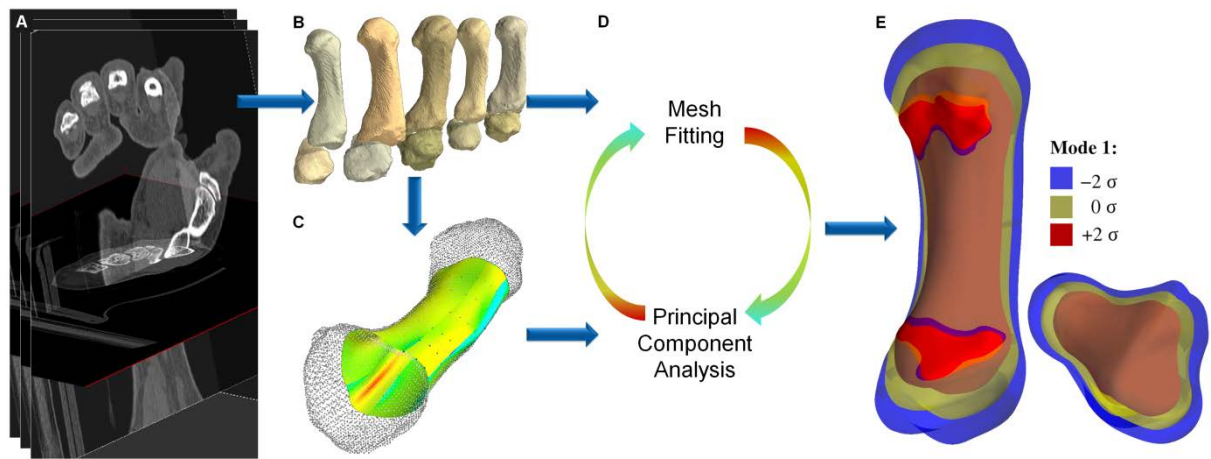 A
B
C
D
Mesh
Fitting
Principal
Component
Analysis
E
Mode 1:
−2 σ
0 σ
+2 σ